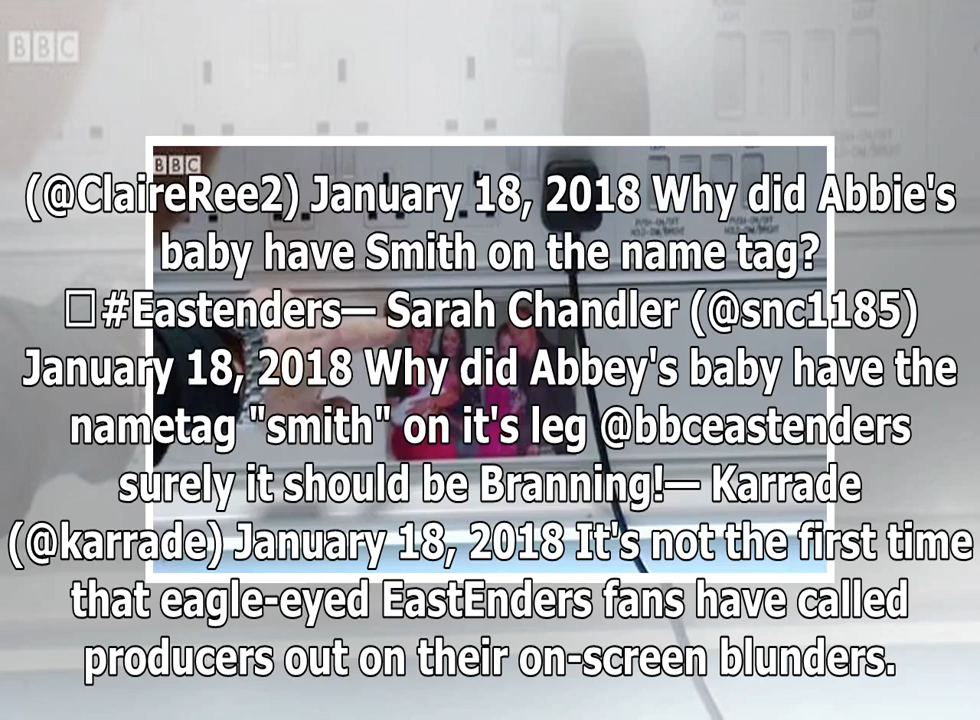 BBC
BBC
(@ClaireRee2) January 18, 2018 Why did Abbie's
baby have Smith on the name tag?
□#Eastenders— Sarah Chandler (@snc1185)
January 18, 2018 Why did Abbey's baby have the
nametag "smith" on it's leg @bbceastenders
surely it should be Branning!— Karrade
(@karrade) January 18, 2018 It's not the first time
that eagle-eyed EastEnders fans have called
producers out on their on-screen blunders.